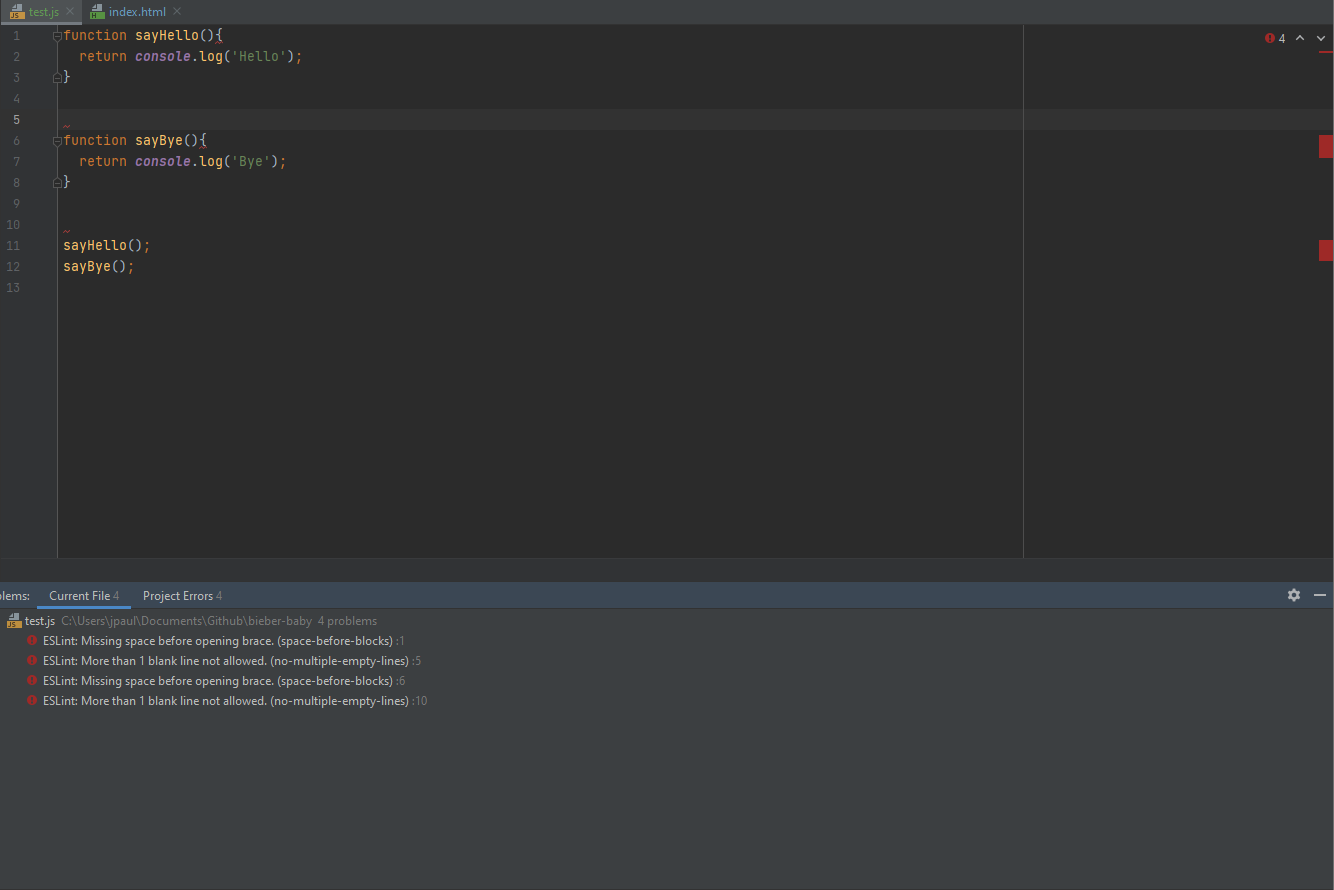 test.js index.html
1 function sayHello(){
4
2 return console.log('Hello');
3 }
4
5
6 function sayBye(){
7 return console.log('Bye');
8 }
9
10
11 sayHello();
12 sayBye();
13
olems: Current File 4 Project Errors 4
test.js C:\Users\jpaul\Documents\Github\bieber-baby 4 problems
ESLint: Missing space before opening brace. (space-before-blocks) :1
ESLint: More than 1 blank line not allowed. (no-multiple-empty-lines) :5
ESLint: Missing space before opening brace. (space-before-blocks) :6
ESLint: More than 1 blank line not allowed. (no-multiple-empty-lines) :10